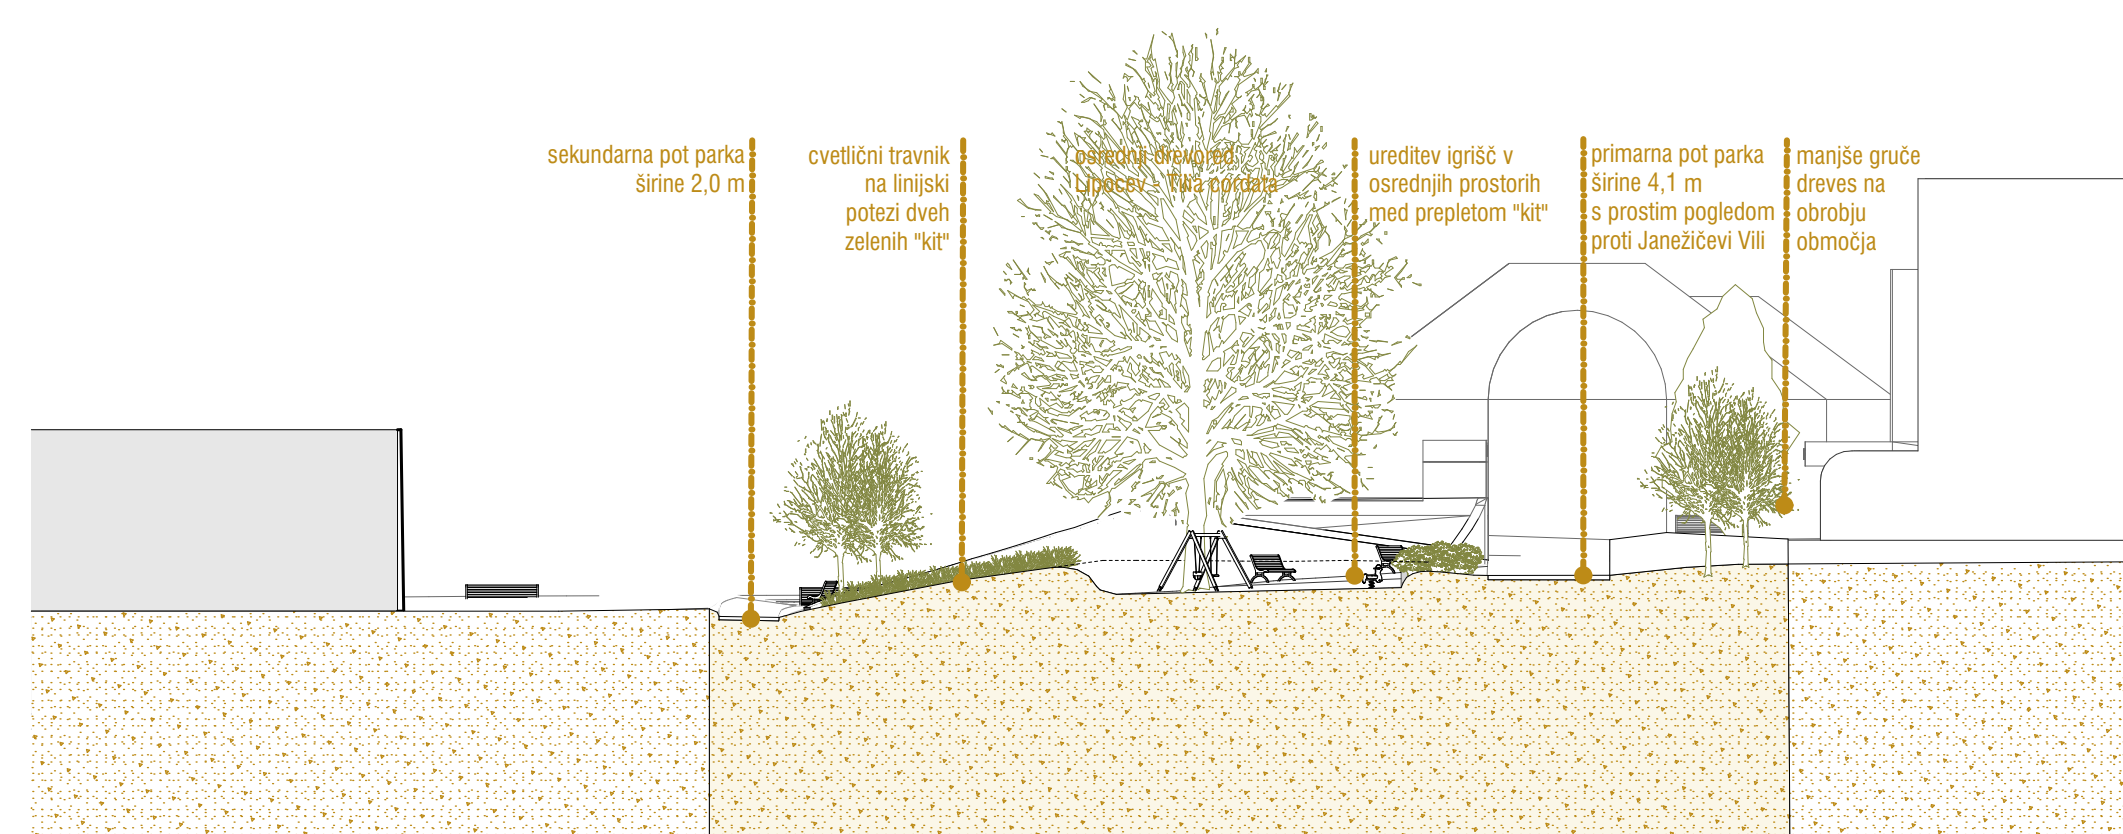 sekundarna pot parka
širine 2,0 m
cvetlični travnik
na linijski
potezi dveh
zelenih "kit"
osrednji drevored
Lipocev - Tilia cordata
ureditev igrišč v
osrednjih prostorih
med prepletom "kit"
primarna pot parka
širine 4,1 m
s prostim pogledom
proti Janežičevi Vili
manjše gruče
dreves na
obrobju
območja